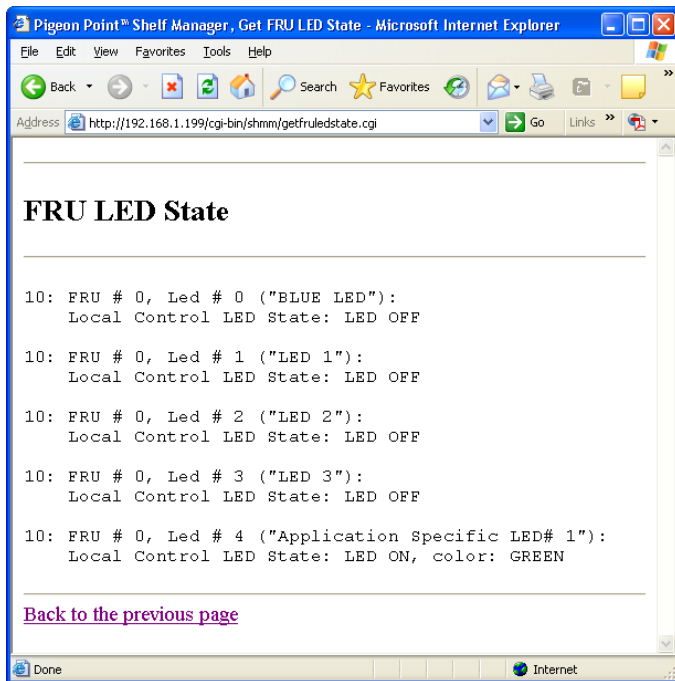 Pigeon Point™ Shelf Manager, Get FRU LED State - Microsoft Internet Explorer
File Edit View Favorites Tools Help
Back Search Favorites »
Address http://192.168.1.199/cgi-bin/shmm/getfruledstate.cgi Go Links »
FRU LED State
10: FRU # 0, Led # 0 ("BLUE LED"):
Local Control LED State: LED OFF
10: FRU # 0, Led # 1 ("LED 1"):
Local Control LED State: LED OFF
10: FRU # 0, Led # 2 ("LED 2"):
Local Control LED State: LED OFF
10: FRU # 0, Led # 3 ("LED 3"):
Local Control LED State: LED OFF
10: FRU # 0, Led # 4 ("Application Specific LED# 1"):
Local Control LED State: LED ON, color: GREEN
Back to the previous page
Done Internet